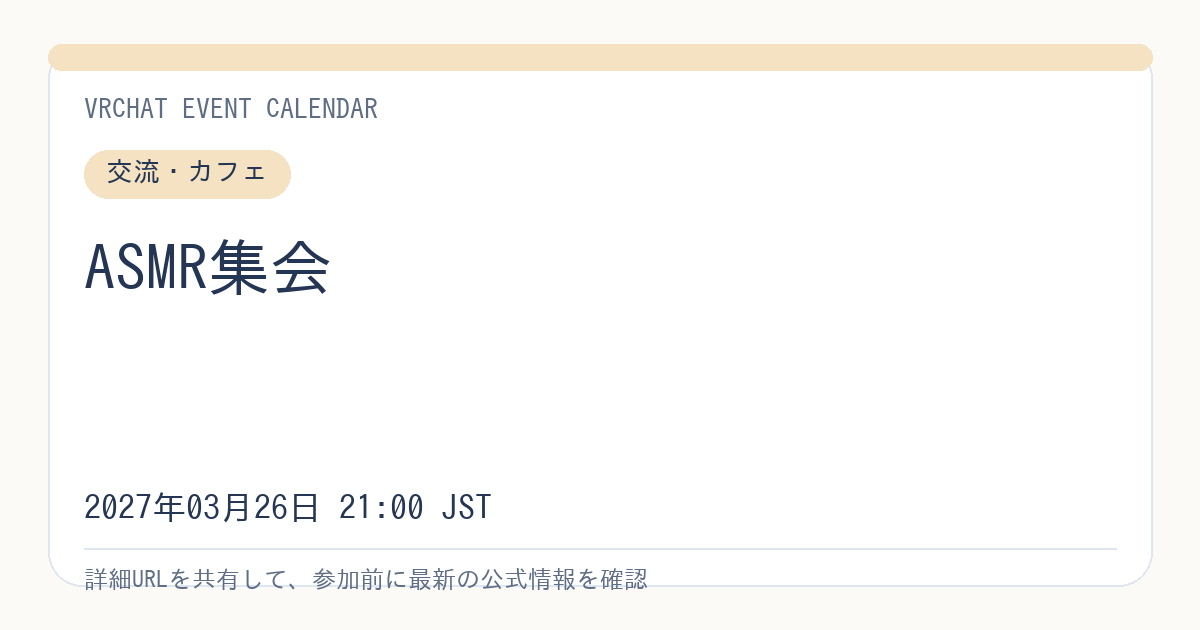 VRCHAT EVENT CALENDAR
交流・カフェ
ASMR集会
2027年03月26日 21:00 JST
詳細URLを共有して、参加前に最新の公式情報を確認